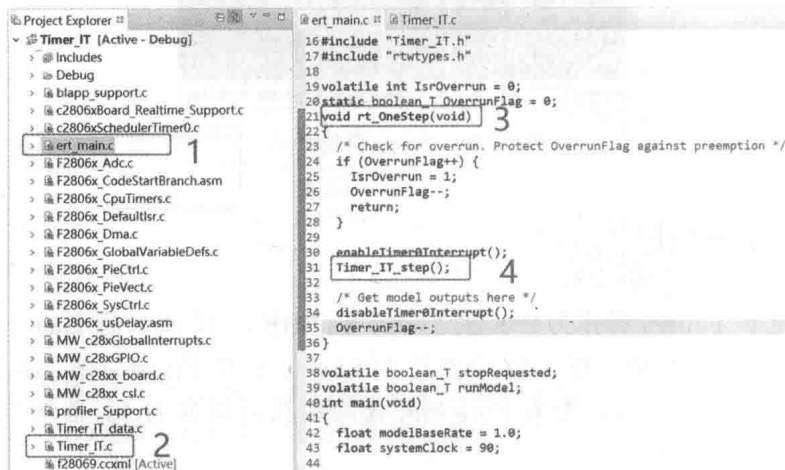 Project Explorer
Timer_IT [Active - Debug]
Includes
Debug
blapp_support.c
c2806xBoard_Realtime_Support.c
c2806xSchedulerTimer0.c
ert_main.c
1
F2806x_Adc.c
F2806x_CodeStartBranch.asm
F2806x_CpuTimers.c
F2806x_DefaultIsr.c
F2806x_Dma.c
F2806x_GlobalVariableDefs.c
F2806x_PieCtrl.c
F2806x_PieVect.c
F2806x_SysCtrl.c
F2806x_usDelay.asm
MW_c28xGlobalInterrupts.c
MW_c28xGPIO.c
MW_c28xx_board.c
MW_c28xx_csl.c
profiler_Support.c
Timer_IT_data.c
Timer_IT.c
2
f28069.ccxml [Active]
ert_main.c
Timer_IT.c
16 #include "Timer_IT.h"
17 #include "rtwtypes.h"
18
19 volatile int IsrOverrun = 0;
20 static boolean_T OverrunFlag = 0;
21 void rt_OneStep(void)
3
22 {
23 /* Check for overrun. Protect OverrunFlag against preemption */
24 if (OverrunFlag++) {
25 IsrOverrun = 1;
26 OverrunFlag--;
27 return;
28 }
29
30 enableTimer0Interrupt();
31 Timer_IT_step();
4
32
33 /* Get model outputs here */
34 disableTimer0Interrupt();
35 OverrunFlag--;
36 }
37
38 volatile boolean_T stopRequested;
39 volatile boolean_T runModel;
40 int main(void)
41 {
42 float modelBaseRate = 1.0;
43 float systemClock = 90;
44